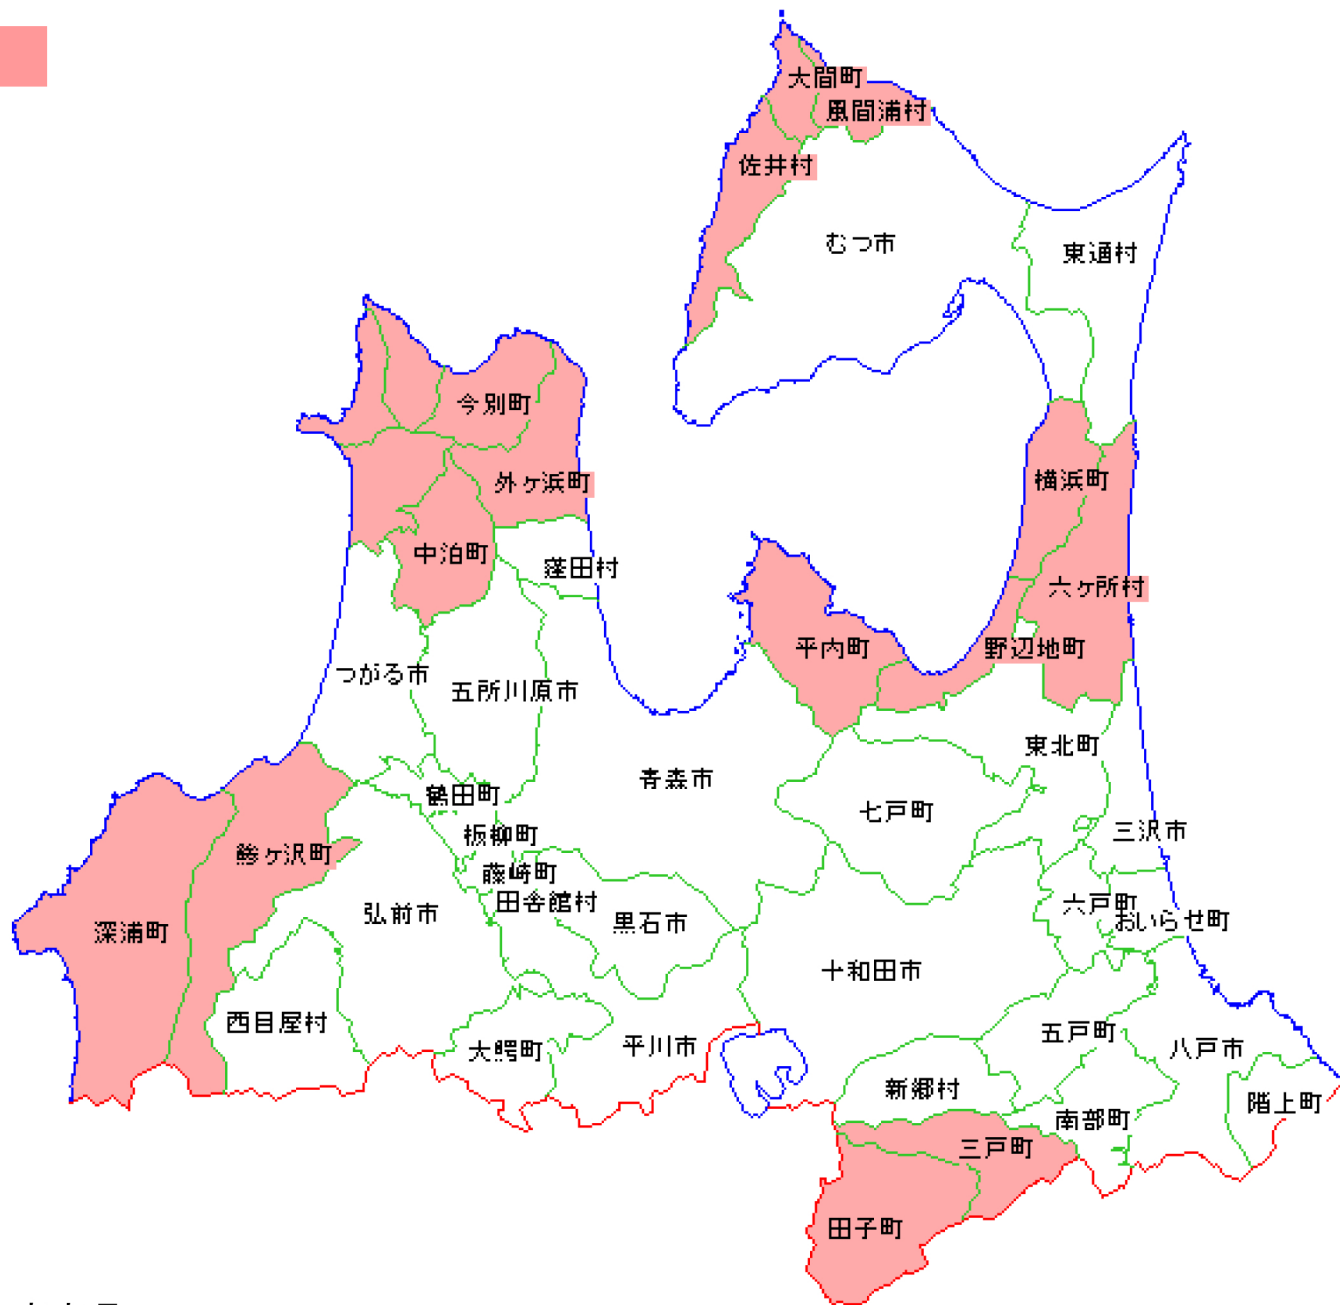 大間町
風間浦村
佐井村
むつ市
東通村
今別町
外ヶ浜町
横浜町
中泊町
蓬田村
六ヶ所村
平内町
野辺地町
つがる市
五所川原市
東北町
青森市
鶴田町
七戸町
三沢市
板柳町
鯵ヶ沢町
藤崎町
田舎館村
六戸町
弘前市
黒石市
おいらせ町
深浦町
十和田市
西目屋村
五戸町
大鰐町
平川市
八戸市
新郷村
階上町
南部町
三戸町
田子町